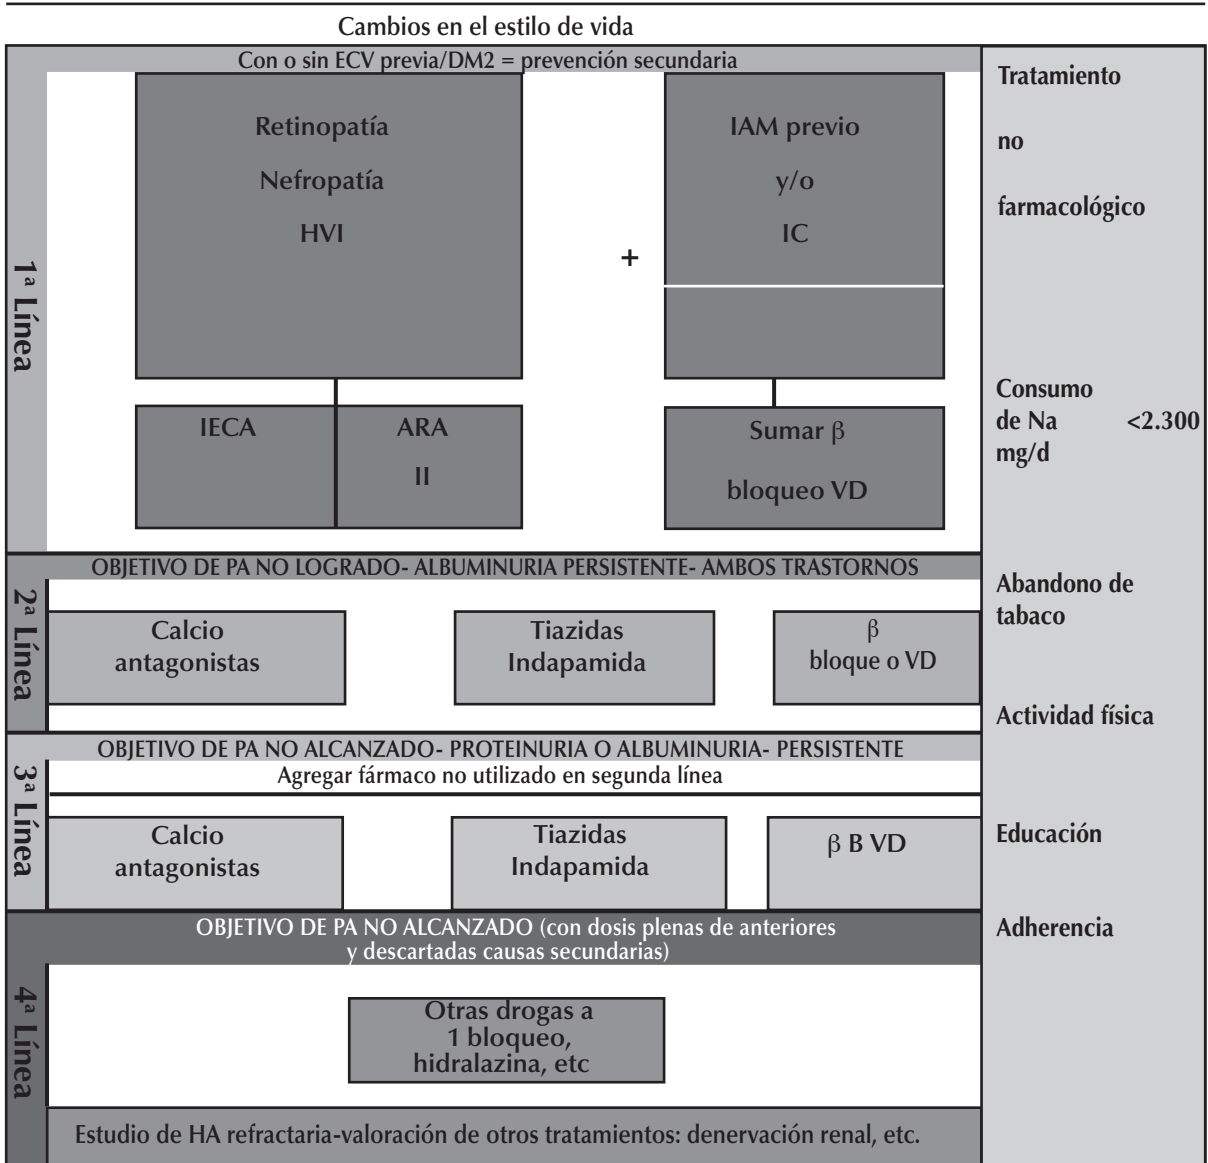 Cambios en el estilo de vida
Con o sin ECV previa/DM2 = prevención secundaria
1ª Línea
Retinopatía
Nefropatía
HVI
+
IAM previo
y/o
IC
IECA
ARA
II
Sumar β
bloqueo VD
OBJETIVO DE PA NO LOGRADO- ALBUMINURIA PERSISTENTE- AMBOS TRASTORNOS
2ª Línea
Calcio
antagonistas
Tiazidas
Indapamida
β
bloque o VD
OBJETIVO DE PA NO ALCANZADO- PROTEINURIA O ALBUMINURIA- PERSISTENTE
Agregar fármaco no utilizado en segunda línea
3ª Línea
Calcio
antagonistas
Tiazidas
Indapamida
β B VD
OBJETIVO DE PA NO ALCANZADO (con dosis plenas de anteriores
y descartadas causas secundarias)
4ª Línea
Otras drogas a
1 bloqueo,
hidralazina, etc
Estudio de HA refractaria-valoración de otros tratamientos: denervación renal, etc.
Tratamiento
no
farmacológico
Consumo
de Na <2.300
mg/d
Abandono de
tabaco
Actividad física
Educación
Adherencia